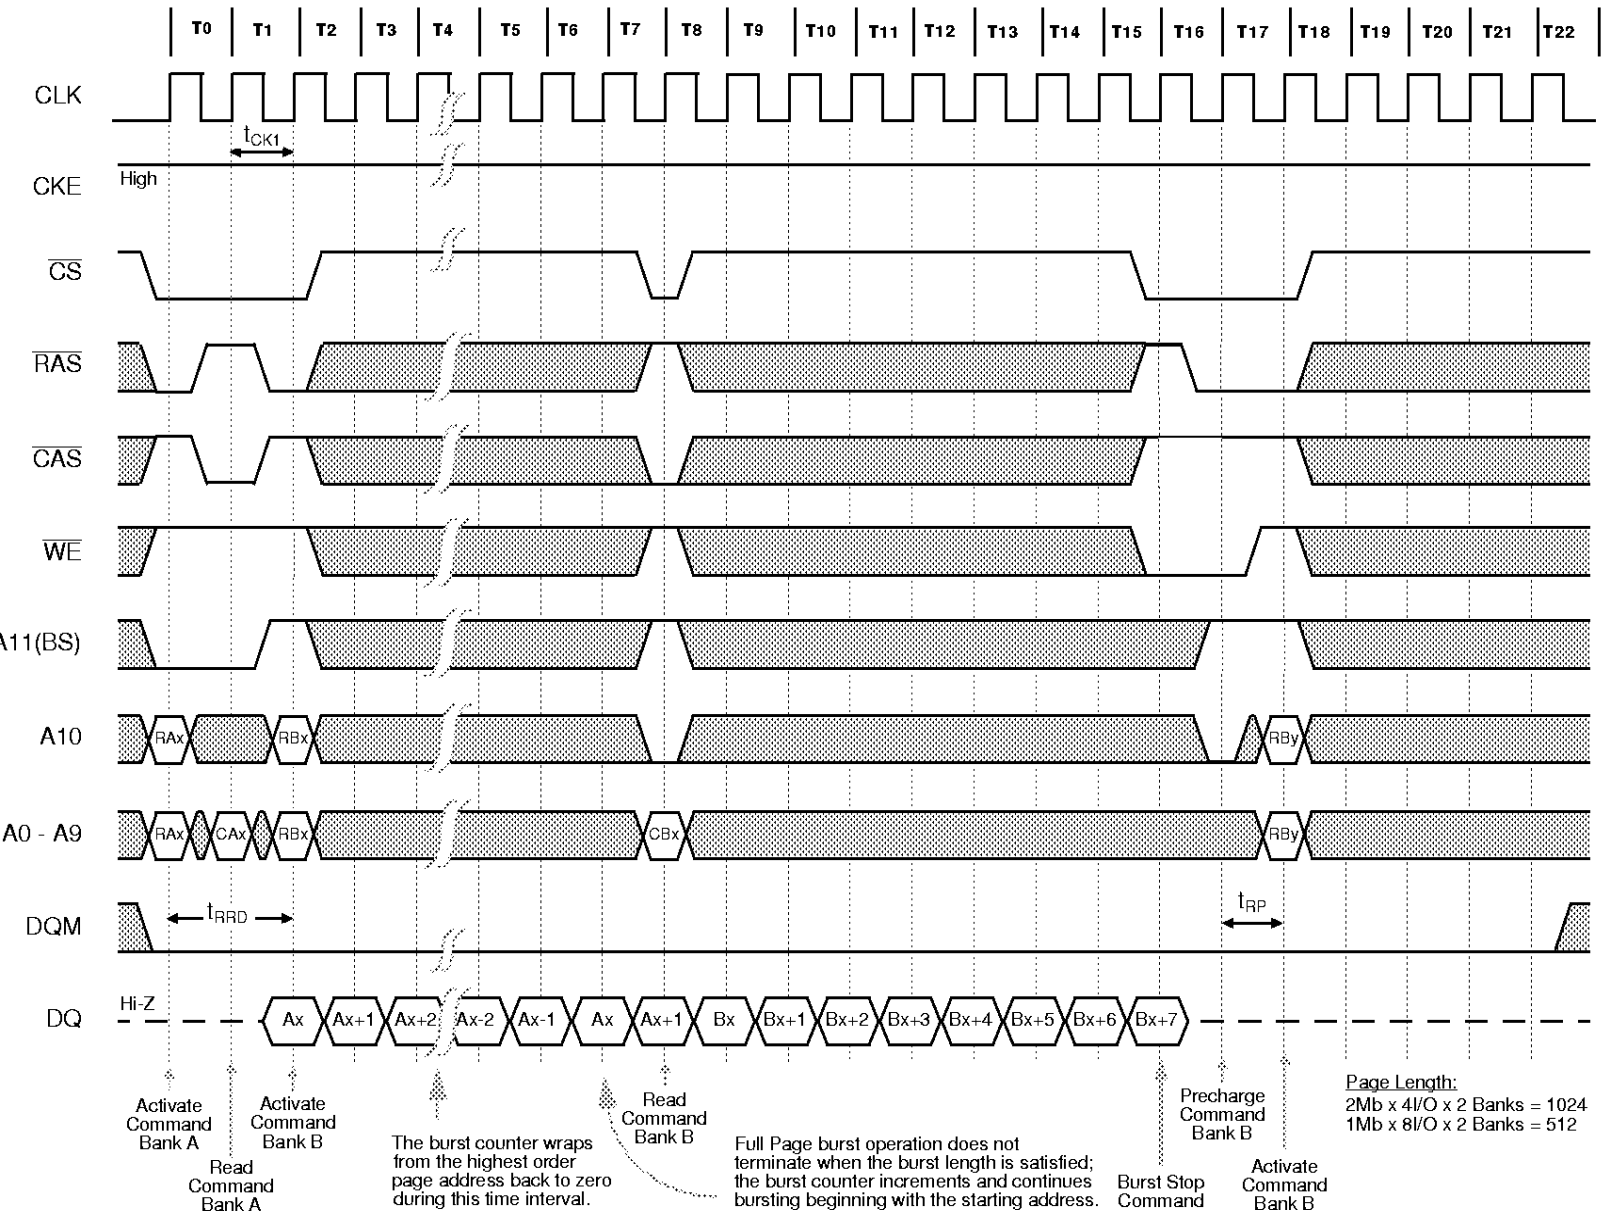 T0 T1 T2 T3 T4 T5 T6 T7 T8 T9 T10 T11 T12 T13 T14 T15 T16 T17 T18 T19 T20 T21 T22
CLK
tCK1
CKE
High
CS
RAS
CAS
WE
A11(BS)
A10
RAx RBx RBy
A0 - A9
RAx CAx RBx CBx RBy
DQM
tRRD
tRP
DQ
Hi-Z
Ax Ax+1 Ax+2 Ax-2 Ax-1 Ax Ax+1 Bx Bx+1 Bx+2 Bx+3 Bx+4 Bx+5 Bx+6 Bx+7
Activate
Command
Bank A
Read
Command
Bank A
Activate
Command
Bank B
The burst counter wraps
from the highest order
page address back to zero
during this time interval.
Read
Command
Bank B
Full Page burst operation does not
terminate when the burst length is satisfied;
the burst counter increments and continues
bursting beginning with the starting address.
Burst Stop
Command
Precharge
Command
Bank B
Activate
Command
Bank B
Page Length:
2Mb x 4I/O x 2 Banks = 1024
1Mb x 8I/O x 2 Banks = 512